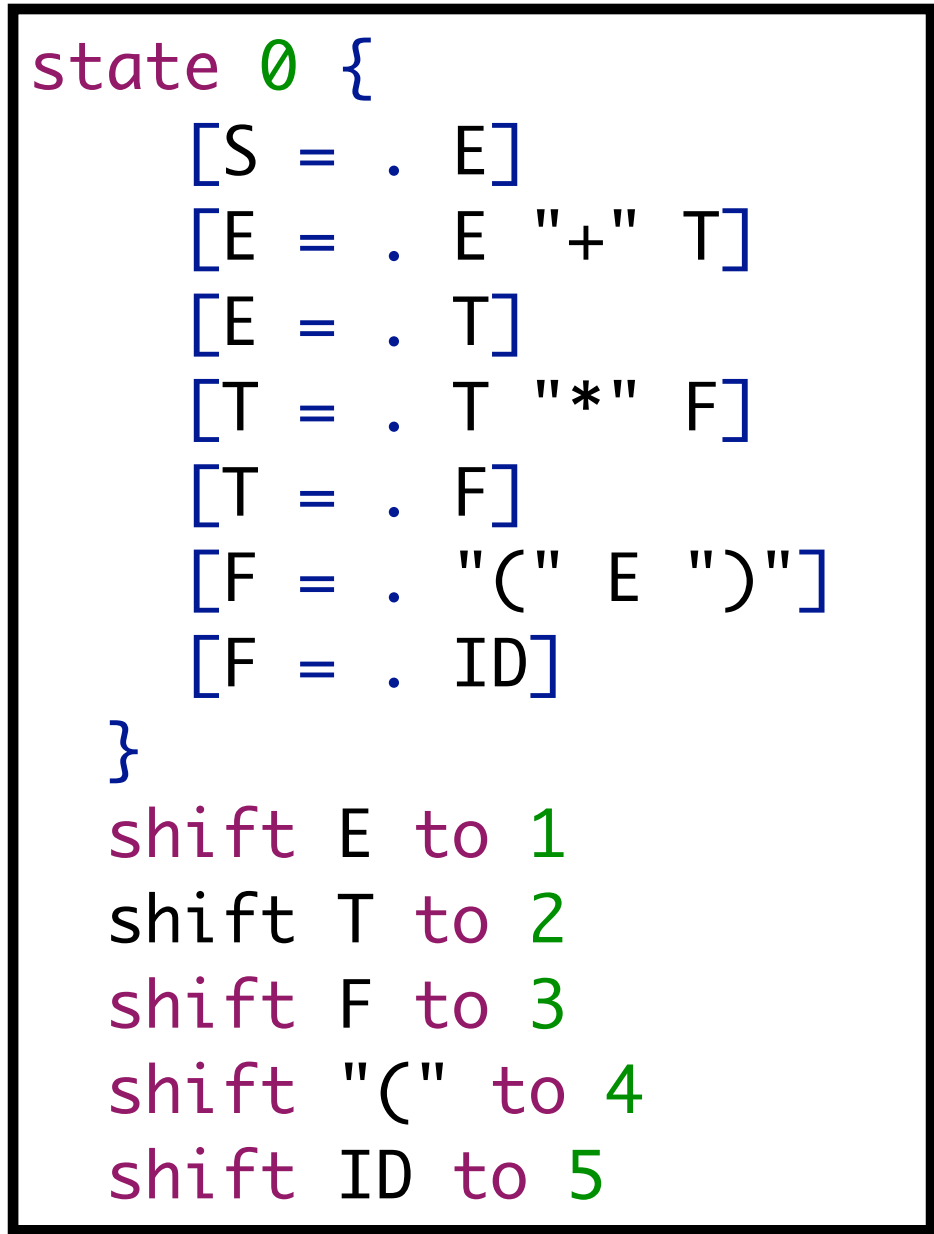 state 0 {
[S = . E]
[E = . E "+" T]
[E = . T]
[T = . T "*" F]
[T = . F]
[F = . "(" E ")"]
[F = . ID]
}
shift E to 1
shift T to 2
shift F to 3
shift "(" to 4
shift ID to 5